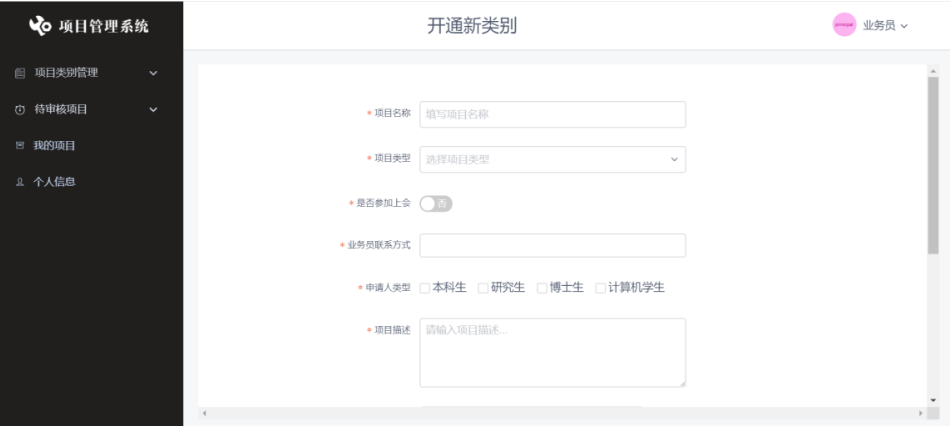 项目管理系统
开通新类别
principal
业务员
项目类别管理
待审核项目
我的项目
个人信息
* 项目名称
填写项目名称
* 项目类型
选择项目类型
* 是否参加上会
否
* 业务员联系方式
* 申请人类型 本科生 研究生 博士生 计算机学生
* 项目描述
请输入项目描述...